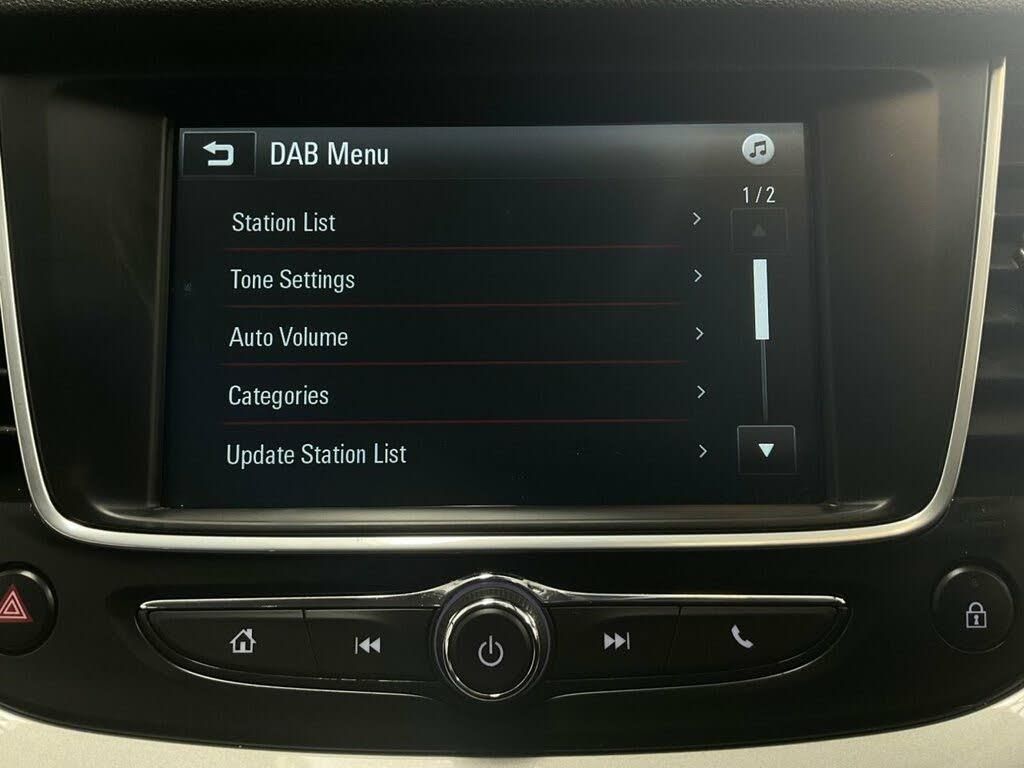 DAB Menu
1/2
Station List
Tone Settings
Auto Volume
Categories
Update Station List